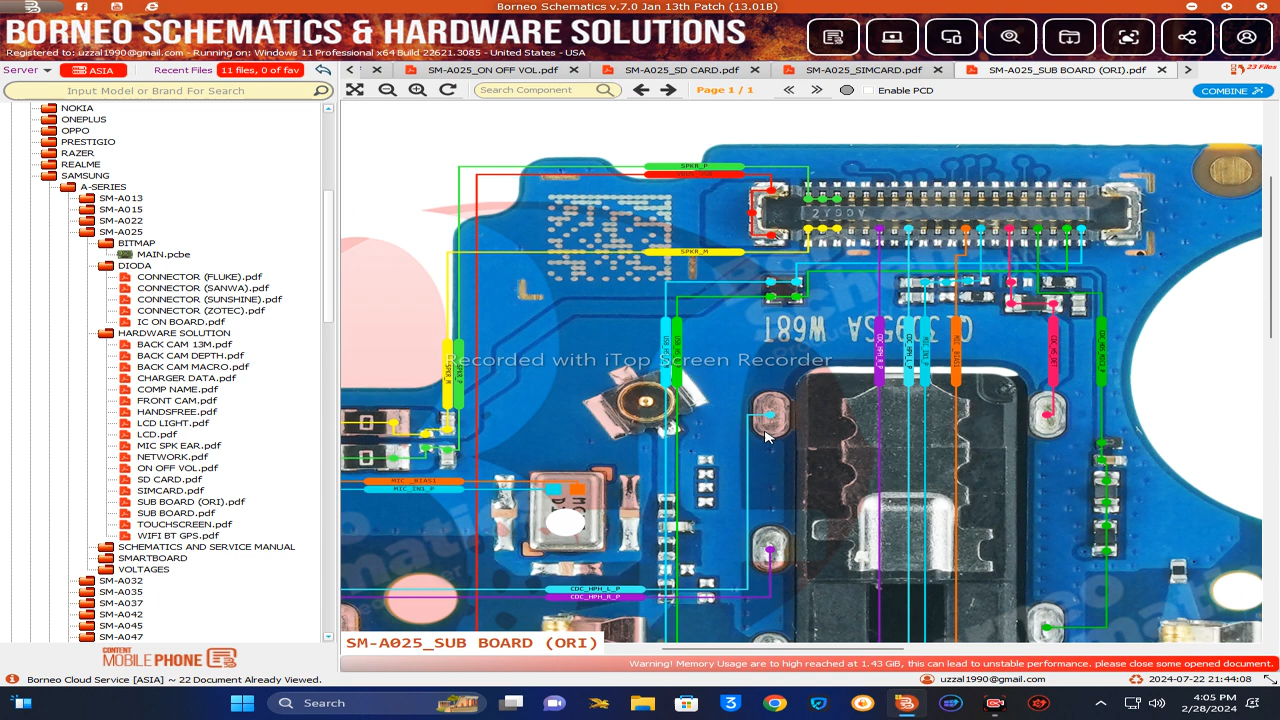 Borneo Schematics v.7.0 Jan 13th Patch (13.01B)
BORNEO SCHEMATICS & HARDWARE SOLUTIONS
Registered to: uzzal1990@gmail.com - Running on: Windows 11 Professional x64 Build 22621.3085 - United States - USA
Server
ASIA
Recent Files
11 files, 0 of fav
SM-A025_ON OFF VOL.pdf
SM-A025_SD CARD.pdf
SM-A025_SIMCARD.pdf
SM-A025_SUB BOARD (ORI).pdf
23 Files
Input Model or Brand For Search
Search Component
Page 1 / 1
Enable PCD
COMBINE
NOKIA
ONEPLUS
OPPO
PRESTIGIO
RAZER
REALME
SAMSUNG
A-SERIES
SM-A013
SM-A015
SM-A022
SM-A025
BITMAP
MAIN.pcbe
DIODA
CONNECTOR (FLUKE).pdf
CONNECTOR (SANWA).pdf
CONNECTOR (SUNSHINE).pdf
CONNECTOR (ZOTEC).pdf
IC ON BOARD.pdf
HARDWARE SOLUTION
BACK CAM 13M.pdf
BACK CAM DEPTH.pdf
BACK CAM MACRO.pdf
CHARGER DATA.pdf
COMP NAME.pdf
FRONT CAM.pdf
HANDSFREE.pdf
LCD LIGHT.pdf
LCD.pdf
MIC SPK EAR.pdf
NETWORK.pdf
ON OFF VOL.pdf
SD CARD.pdf
SIMCARD.pdf
SUB BOARD (ORI).pdf
SUB BOARD.pdf
TOUCHSCREEN.pdf
WIFI BT GPS.pdf
SCHEMATICS AND SERVICE MANUAL
SMARTBOARD
VOLTAGES
SM-A032
SM-A035
SM-A037
SM-A042
SM-A045
SM-A047
SPKR_P
SPKR_M
SPKR_M
SPKR_P
CDC_HPH_R_P
CDC_HPH_L_P
MIC_IN1_P
MIC_BIAS1
CDC_HS_DET
Recorded with iTop Screen Recorder
MIC_BIAS1
MIC_IN1_P
CDC_HPH_L_P
CDC_HPH_R_P
SM-A025_SUB BOARD (ORI)
CONTENT
MOBILE PHONE
Warning! Memory Usage are to high reached at 1.43 GiB, this can lead to unstable performance. please close some opened document.
Borneo Cloud Service [ASIA] ~ 22 Document Already Viewed.
uzzal1990@gmail.com
2024-07-22 21:44:08
Search
4:05 PM
2/28/2024